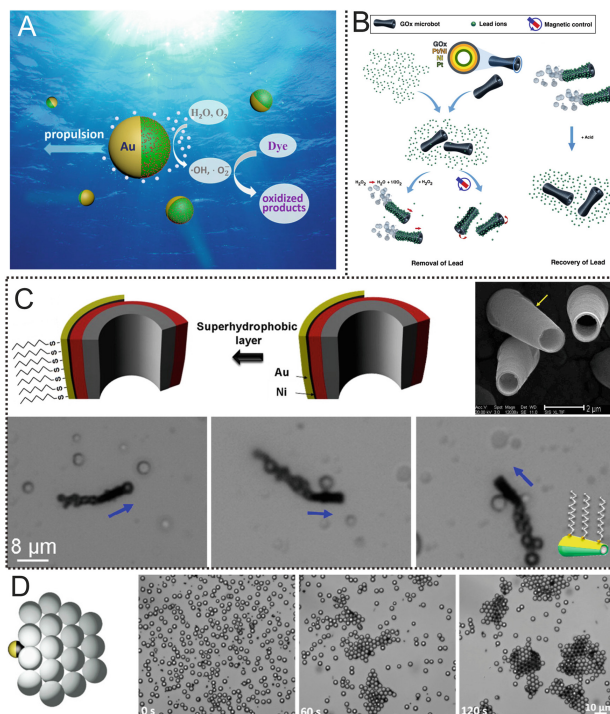 A
H₂O, O₂
propulsion
Au
Dye
·OH, ·O₂⁻
oxidized
products
B
GOx microbot
Lead ions
Magnetic control
GOx
Pt/Ni
Ni
Pt
+ Acid
+ H₂O₂
Removal of Lead
Recovery of Lead
C
Superhydrophobic
layer
Au
Ni
S
S
S
S
S
S
2 µm
8 µm
D
0 s
60 s
120 s
10 µm